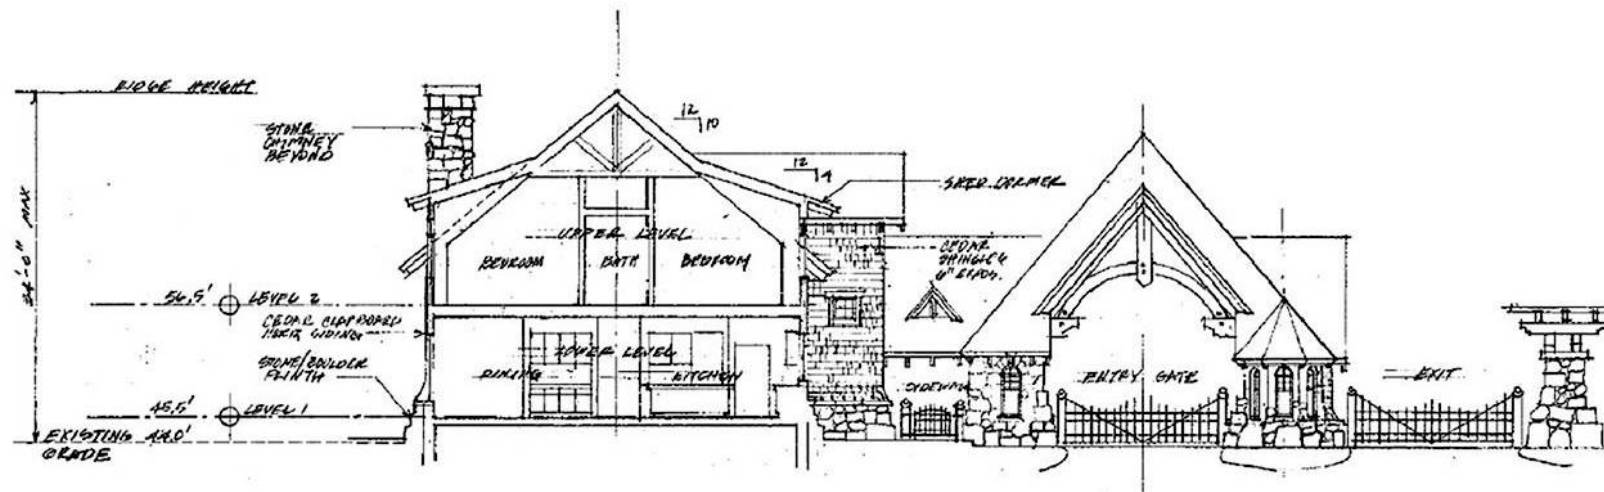 RIDGE HEIGHT
STONE
CHIMNEY
BEYOND
12
10
12
4
SHED DORMER
34'-0" MAX
UPPER LEVEL
BEDROOM
BATH
BEDROOM
CEDAR
SHINGLES
6" EXPOS.
56.5'
LEVEL 2
CEDAR CLAPBOARD
SIDING
STONE/BOULDER
PLINTH
LOWER LEVEL
DINING
KITCHEN
SIDEWALK
ENTRY GATE
EXIT
45.5'
LEVEL 1
EXISTING 44.0'
GRADE